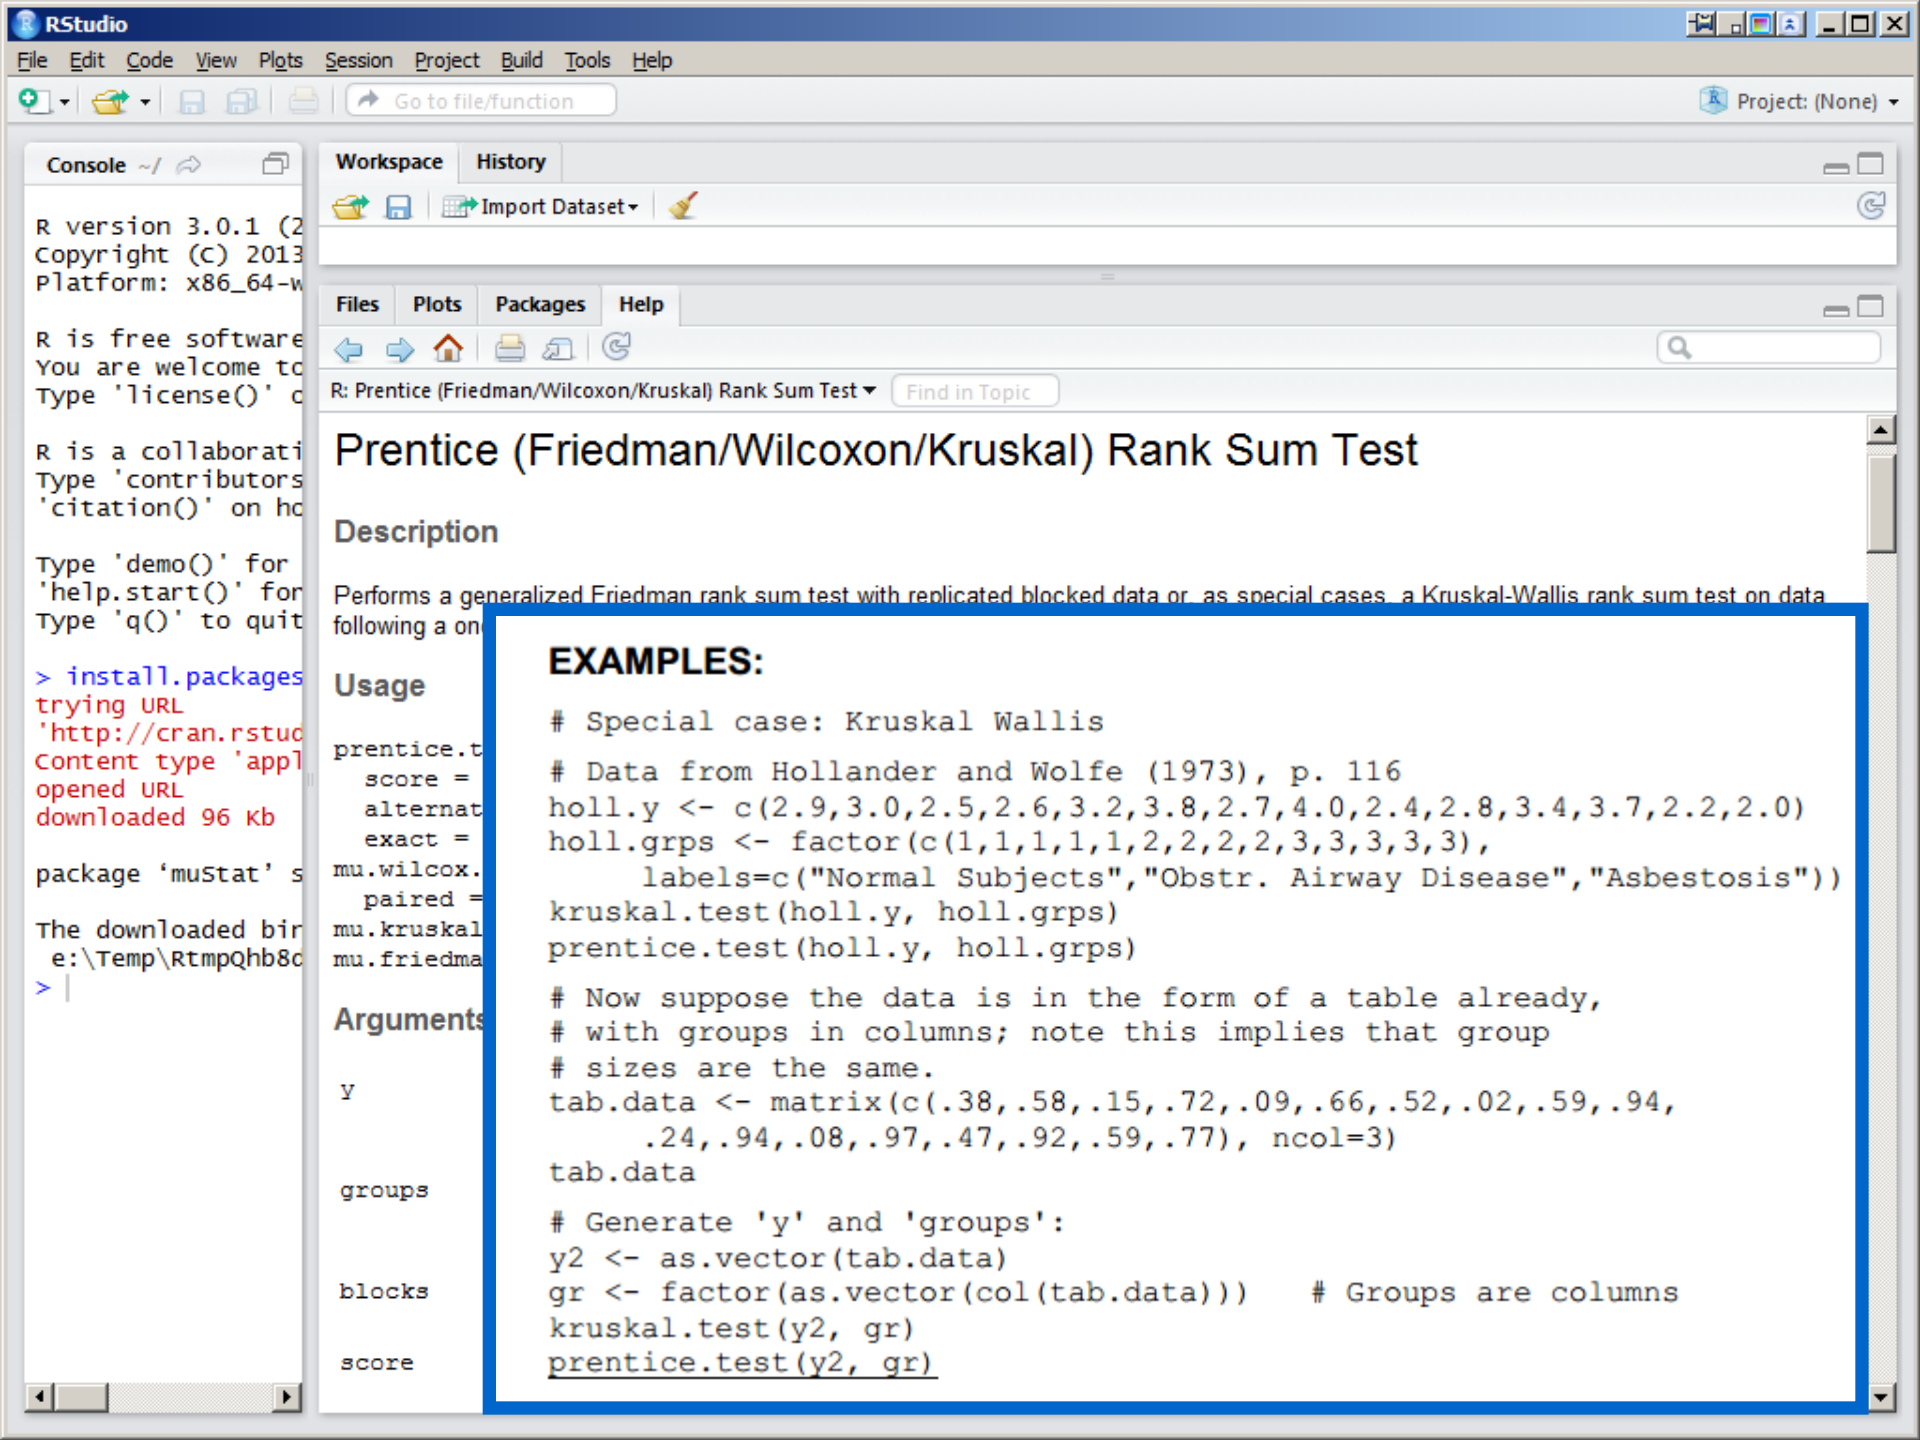 RStudio
File Edit Code View Plots Session Project Build Tools Help
Go to file/function
Project: (None)
Console ~/
R version 3.0.1 (2
Copyright (C) 2013
Platform: x86_64-w
R is free software
You are welcome to
Type 'license()' o
R is a collaborati
Type 'contributors
'citation()' on ho
Type 'demo()' for
'help.start()' for
Type 'q()' to quit
> install.packages
trying URL
'http://cran.rstud
Content type 'appl
opened URL
downloaded 96 Kb
package ‘muStat’ s
The downloaded bin
e:\Temp\RtmpQhb8d
>
Workspace History
Import Dataset
Files Plots Packages Help
R: Prentice (Friedman/Wilcoxon/Kruskal) Rank Sum Test Find in Topic
Prentice (Friedman/Wilcoxon/Kruskal) Rank Sum Test
Description
Performs a generalized Friedman rank sum test with replicated blocked data or, as special cases, a Kruskal-Wallis rank sum test on data
following a on
Usage
prentice.t
score =
alternat
exact =
mu.wilcox.
paired =
mu.kruskal
mu.friedma
Arguments
y
groups
blocks
score
EXAMPLES:
# Special case: Kruskal Wallis
# Data from Hollander and Wolfe (1973), p. 116
holl.y <- c(2.9,3.0,2.5,2.6,3.2,3.8,2.7,4.0,2.4,2.8,3.4,3.7,2.2,2.0)
holl.grps <- factor(c(1,1,1,1,1,2,2,2,2,3,3,3,3,3),
labels=c("Normal Subjects","Obstr. Airway Disease","Asbestosis"))
kruskal.test(holl.y, holl.grps)
prentice.test(holl.y, holl.grps)
# Now suppose the data is in the form of a table already,
# with groups in columns; note this implies that group
# sizes are the same.
tab.data <- matrix(c(.38,.58,.15,.72,.09,.66,.52,.02,.59,.94,
.24,.94,.08,.97,.47,.92,.59,.77), ncol=3)
tab.data
# Generate 'y' and 'groups':
y2 <- as.vector(tab.data)
gr <- factor(as.vector(col(tab.data))) # Groups are columns
kruskal.test(y2, gr)
prentice.test(y2, gr)